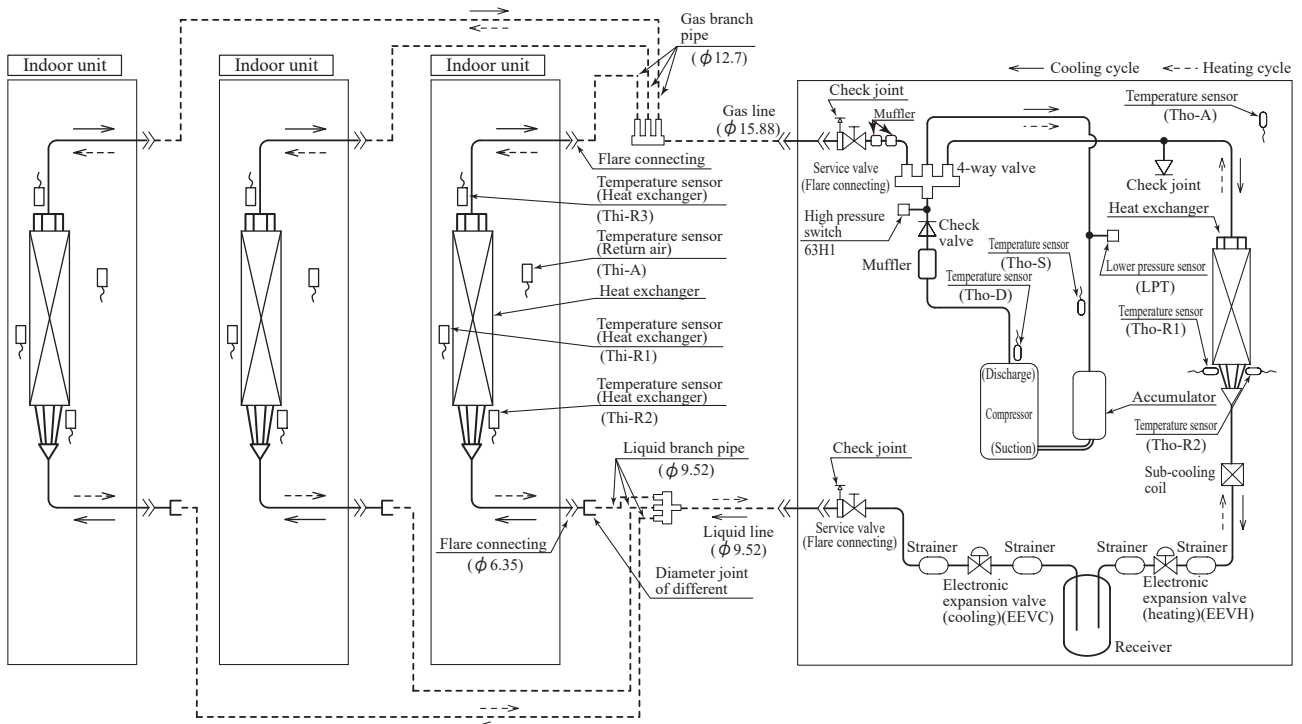 Gas branch
pipe
(ϕ12.7)
Indoor unit
Indoor unit
Indoor unit
Cooling cycle
Heating cycle
Gas line
(ϕ15.88)
Check joint
Muffler
Temperature sensor
(Tho-A)
Flare connecting
Service valve
(Flare connecting)
4-way valve
Check joint
Temperature sensor
(Heat exchanger)
(Thi-R3)
High pressure
switch
63H1
Check
valve
Heat exchanger
Temperature sensor
(Return air)
(Thi-A)
Muffler
Temperature sensor
(Tho-S)
Lower pressure sensor
(LPT)
Temperature sensor
(Tho-D)
Heat exchanger
Temperature sensor
(Tho-R1)
Temperature sensor
(Heat exchanger)
(Thi-R1)
(Discharge)
Compressor
(Suction)
Accumulator
Temperature sensor
(Heat exchanger)
(Thi-R2)
Temperature sensor
(Tho-R2)
Liquid branch pipe
(ϕ9.52)
Check joint
Sub-cooling
coil
Flare connecting
(ϕ6.35)
Liquid line
(ϕ9.52)
Service valve
(Flare connecting)
Diameter joint
of different
Strainer
Strainer
Strainer
Strainer
Electronic
expansion valve
(cooling)(EEVC)
Electronic
expansion valve
(heating)(EEVH)
Receiver